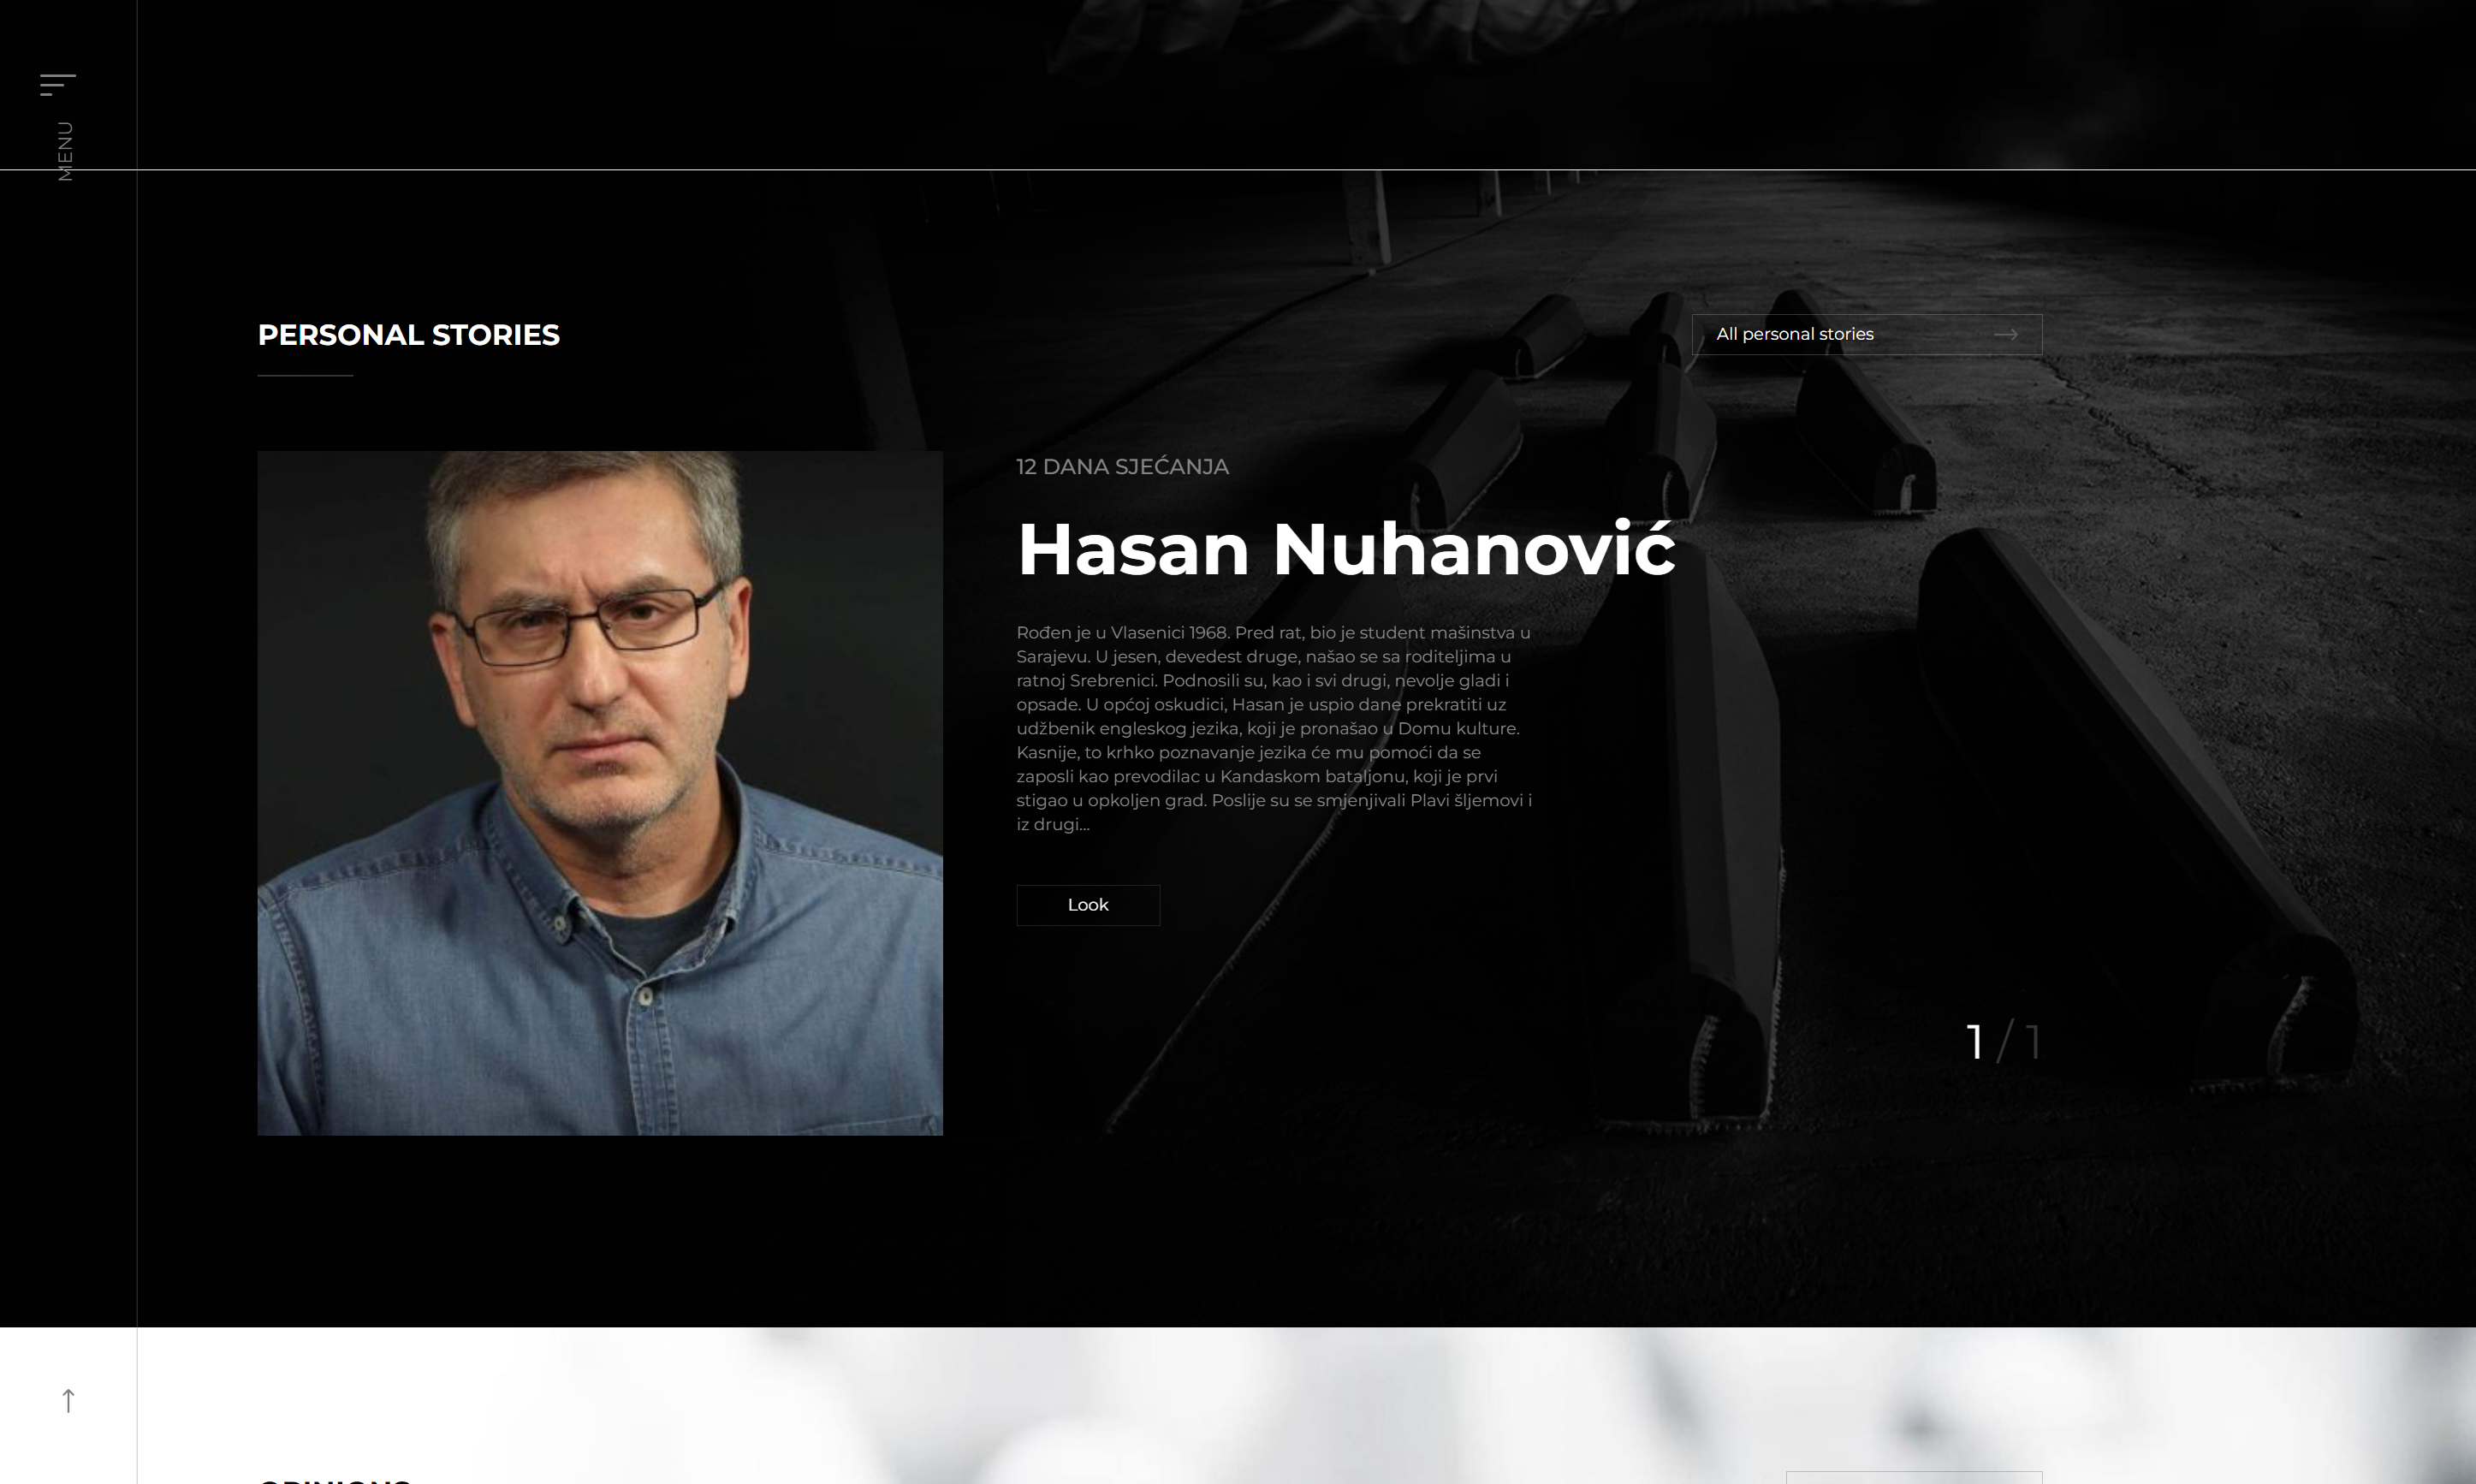 MENU
PERSONAL STORIES
All personal stories
12 DANA SJEĆANJA
Hasan Nuhanović
Rođen je u Vlasenici 1968. Pred rat, bio je student mašinstva u
Sarajevu. U jesen, devedest druge, našao se sa roditeljima u
ratnoj Srebrenici. Podnosili su, kao i svi drugi, nevolje gladi i
opsade. U općoj oskudici, Hasan je uspio dane prekratiti uz
udžbenik engleskog jezika, koji je pronašao u Domu kulture.
Kasnije, to krhko poznavanje jezika će mu pomoći da se
zaposli kao prevodilac u Kandaskom bataljonu, koji je prvi
stigao u opkoljen grad. Poslije su se smjenjivali Plavi šljemovi i
iz drugi...
Look
1 / 1